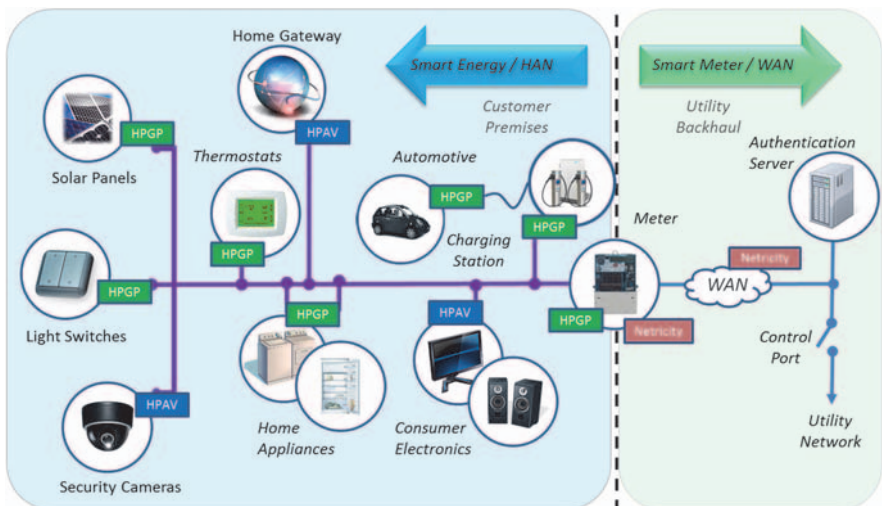 Home Gateway
Smart Energy / HAN
Smart Meter / WAN
Customer
Premises
Utility
Backhaul
HPGP
HPAV
Solar Panels
Thermostats
Automotive
HPGP
Authentication
Server
HPGP
HPGP
Charging
Station
Meter
HPGP
Light Switches
HPGP
HPAV
HPGP
Netricity
WAN
Netricity
Control
Port
HPAV
Home
Appliances
Consumer
Electronics
Utility
Network
Security Cameras